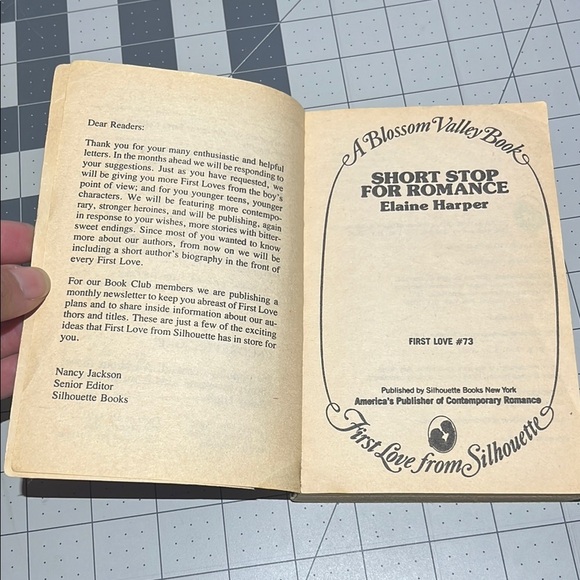 Dear Readers:
Thank you for your many enthusiastic and helpful
letters. In the months ahead we will be responding to
your suggestions. Just as you have requested, we
will be giving you more First Loves from the boy's
point of view; and for you younger teens, younger
characters. We will be featuring more contempo-
rary, stronger heroines, and will be publishing, again
in response to your wishes, more stories with bitter-
sweet endings. Since most of you wanted to know
more about our authors, from now on we will be
including a short author's biography in the front of
every First Love.
For our Book Club members we are publishing a
monthly newsletter to keep you abreast of First Love
plans and to share inside information about our au-
thors and titles. These are just a few of the exciting
ideas that First Love from Silhouette has in store for
you.
Nancy Jackson
Senior Editor
Silhouette Books
A Blossom Valley Book
SHORT STOP
FOR ROMANCE
Elaine Harper
FIRST LOVE #73
Published by Silhouette Books New York
America's Publisher of Contemporary Romance
First Love from Silhouette